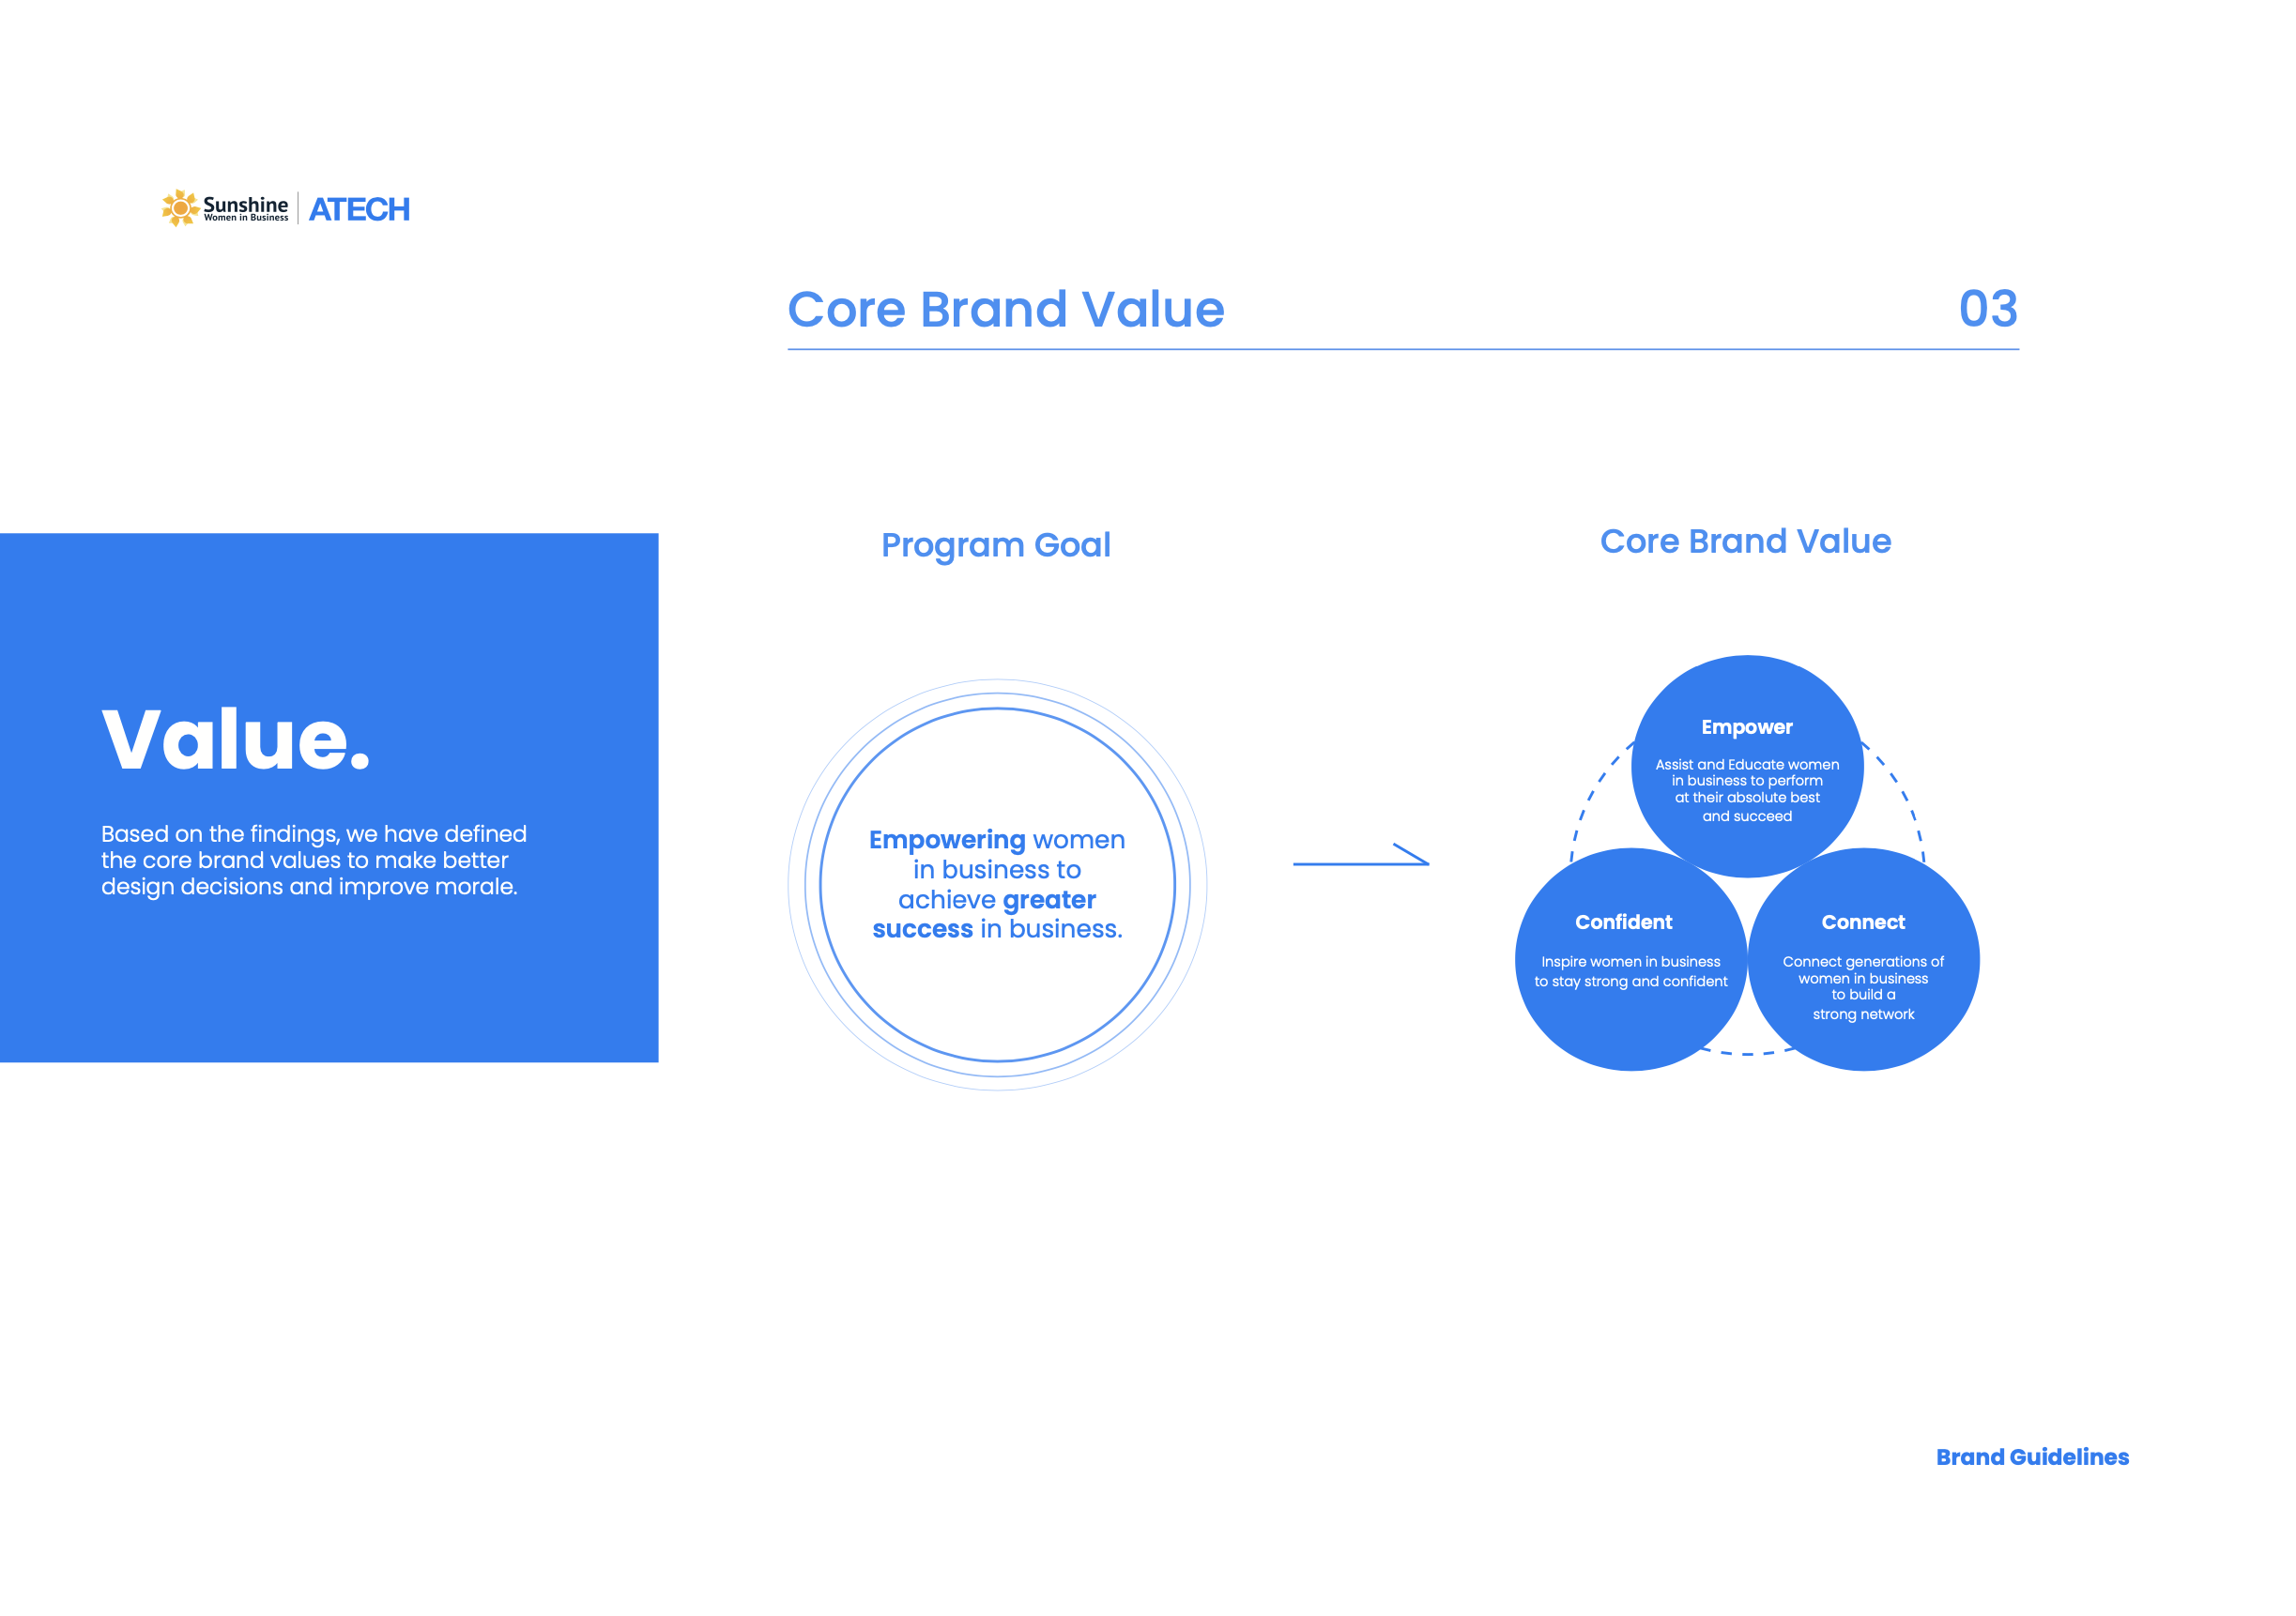 Sunshine
Women in Business
ATECH
Core Brand Value
03
Value.
Based on the findings, we have defined
the core brand values to make better
design decisions and improve morale.
Program Goal
Empowering women
in business to
achieve greater
success in business.
Core Brand Value
Empower
Assist and Educate women
in business to perform
at their absolute best
and succeed
Confident
Inspire women in business
to stay strong and confident
Connect
Connect generations of
women in business
to build a
strong network
Brand Guidelines